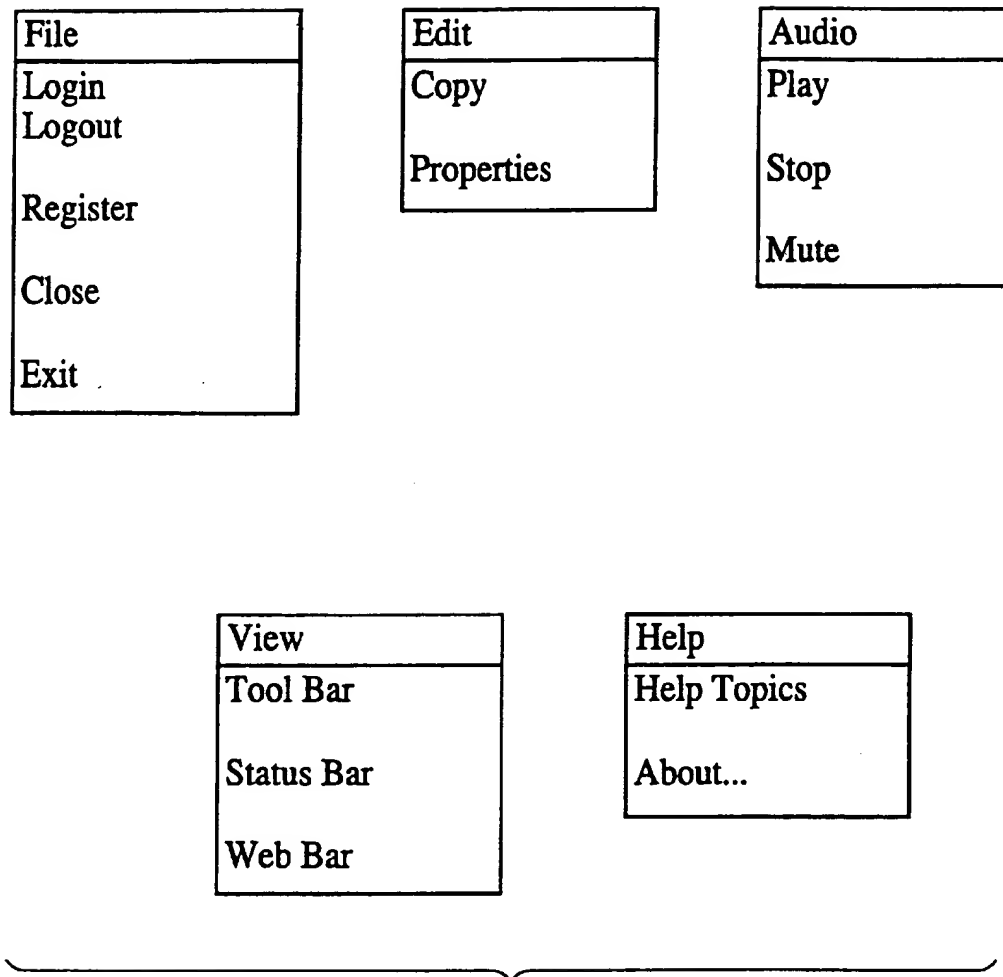 File
Login
Logout
Register
Close
Exit
Edit
Copy
Properties
Audio
Play
Stop
Mute
View
Tool Bar
Status Bar
Web Bar
Help
Help Topics
About...